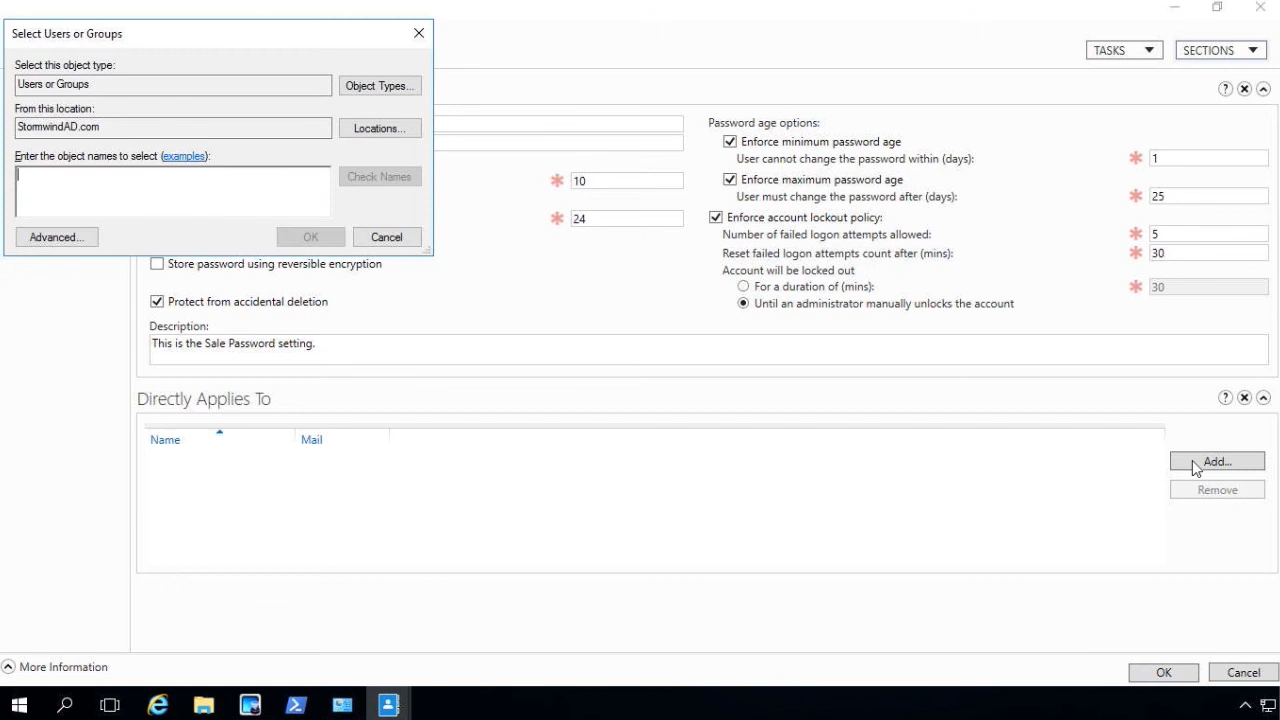 Select Users or Groups
TASKS
SECTIONS
Select this object type:
Users or Groups
Object Types...
From this location:
StormwindAD.com
Locations...
Enter the object names to select (examples):
Check Names
Advanced...
OK
Cancel
Password age options:
Enforce minimum password age
User cannot change the password within (days):
* 1
Enforce maximum password age
User must change the password after (days):
* 25
* 10
* 24
Enforce account lockout policy:
Number of failed logon attempts allowed:
* 5
Reset failed logon attempts count after (mins):
* 30
Account will be locked out
For a duration of (mins):
* 30
Until an administrator manually unlocks the account
Store password using reversible encryption
Protect from accidental deletion
Description:
This is the Sale Password setting.
Directly Applies To
Name
Mail
Add...
Remove
More Information
OK
Cancel